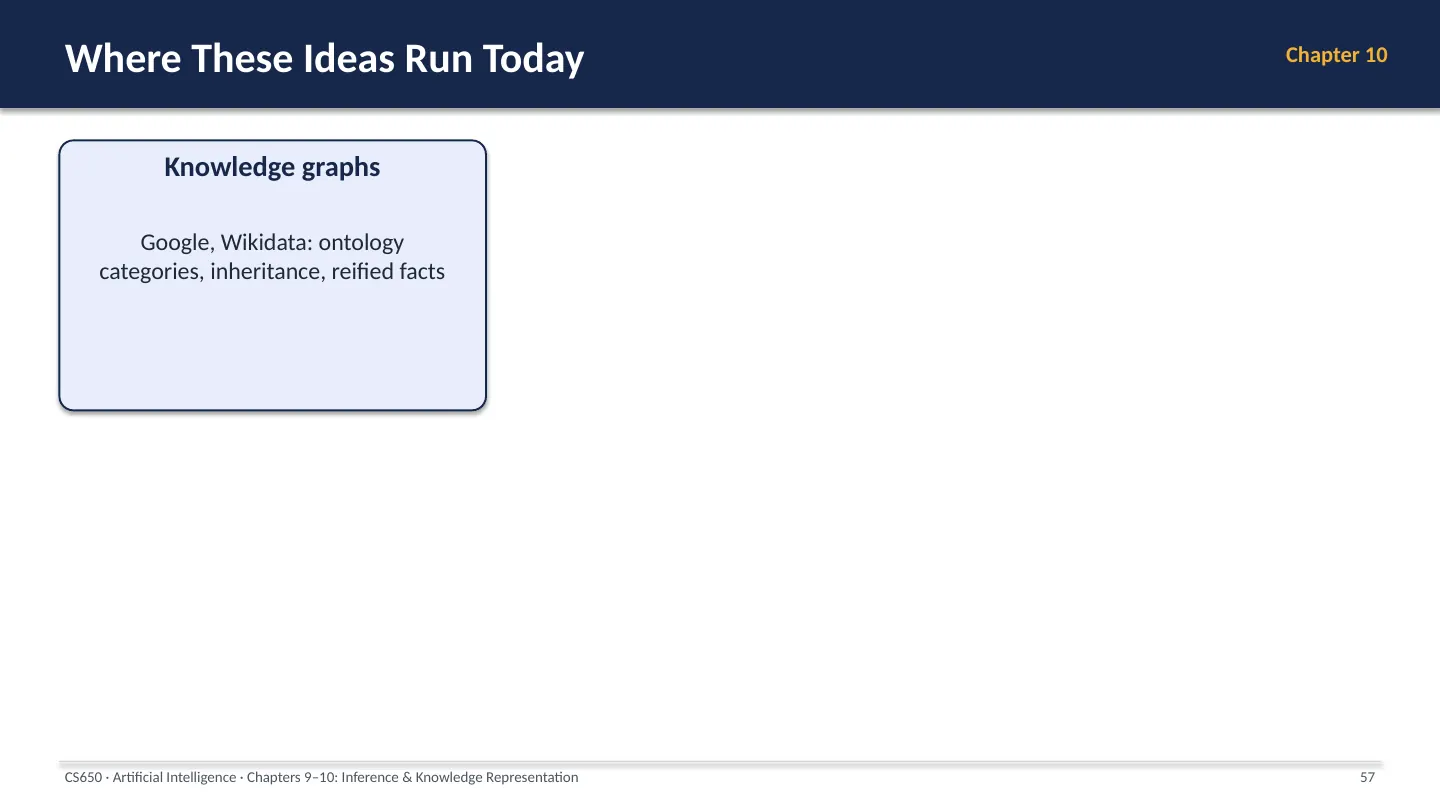 Where These Ideas Run Today
Chapter 10
Knowledge graphs
Google, Wikidata: ontology
categories, inheritance, reified facts
CS650 · Artificial Intelligence · Chapters 9–10: Inference & Knowledge Representation
57